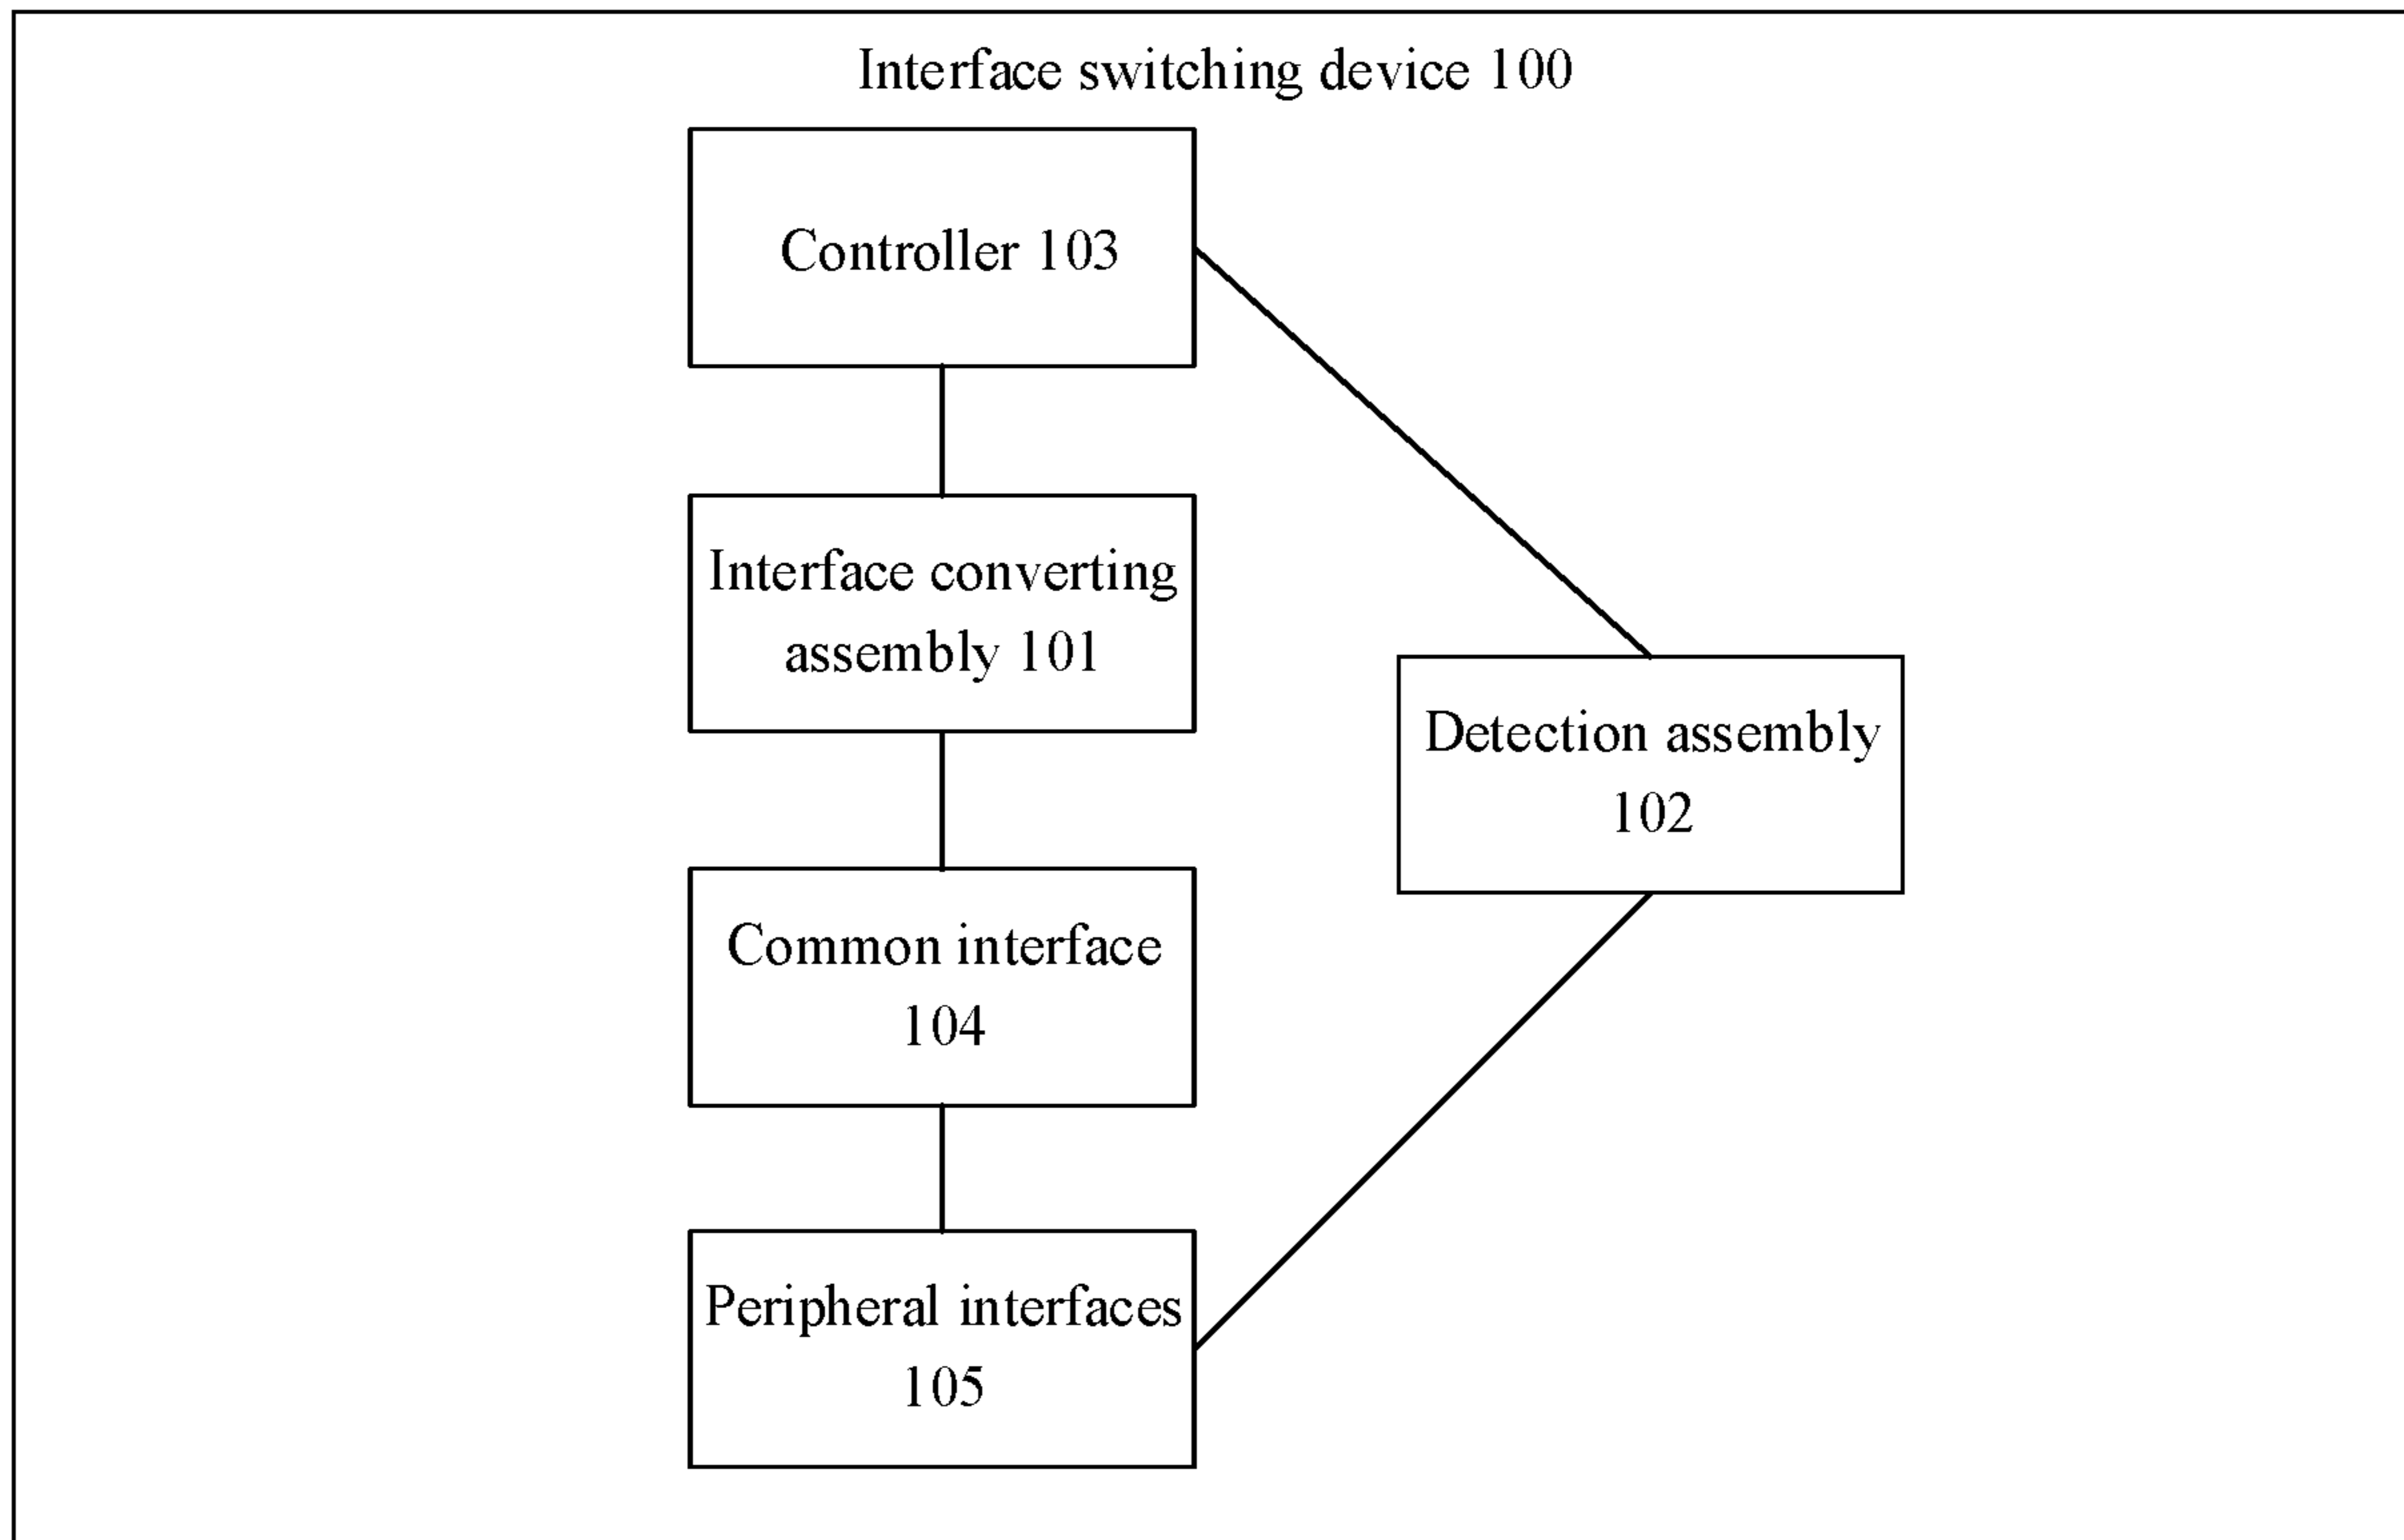 Interface switching device 100
Controller 103
Interface converting
assembly 101
Detection assembly
102
Common interface
104
Peripheral interfaces
105